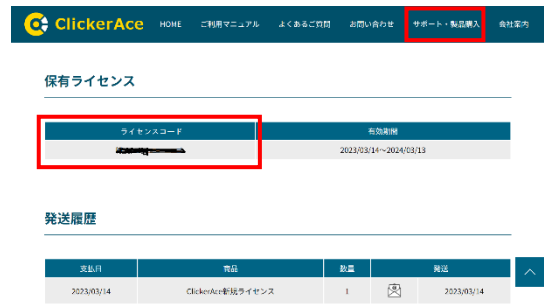 ClickerAce HOME ご利用マニュアル よくあるご質問 お問い合わせ サポート・製品購入 会社案内
保有ライセンス
ライセンスコード 有効期間
2023/03/14～2024/03/13
発送履歴
支払日 商品 数量 発送
2023/03/14 ClickerAce新規ライセンス 1 2023/03/14